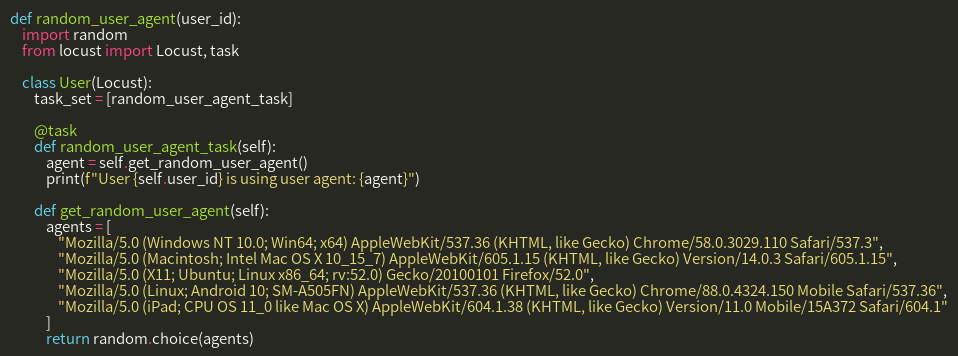 def random_user_agent(user_id):
import random
from locust import Locust, task
class User(Locust):
task_set = [random_user_agent_task]
@task
def random_user_agent_task(self):
agent = self.get_random_user_agent()
print(f"User {self.user_id} is using user agent: {agent}")
def get_random_user_agent(self):
agents = [
"Mozilla/5.0 (Windows NT 10.0; Win64; x64) AppleWebKit/537.36 (KHTML, like Gecko) Chrome/58.0.3029.110 Safari/537.3",
"Mozilla/5.0 (Macintosh; Intel Mac OS X 10_15_7) AppleWebKit/605.1.15 (KHTML, like Gecko) Version/14.0.3 Safari/605.1.15",
"Mozilla/5.0 (X11; Ubuntu; Linux x86_64; rv:52.0) Gecko/20100101 Firefox/52.0",
"Mozilla/5.0 (Linux; Android 10; SM-A505FN) AppleWebKit/537.36 (KHTML, like Gecko) Chrome/88.0.4324.150 Mobile Safari/537.36",
"Mozilla/5.0 (iPad; CPU OS 11_0 like Mac OS X) AppleWebKit/604.1.38 (KHTML, like Gecko) Version/11.0 Mobile/15A372 Safari/604.1"
]
return random.choice(agents)